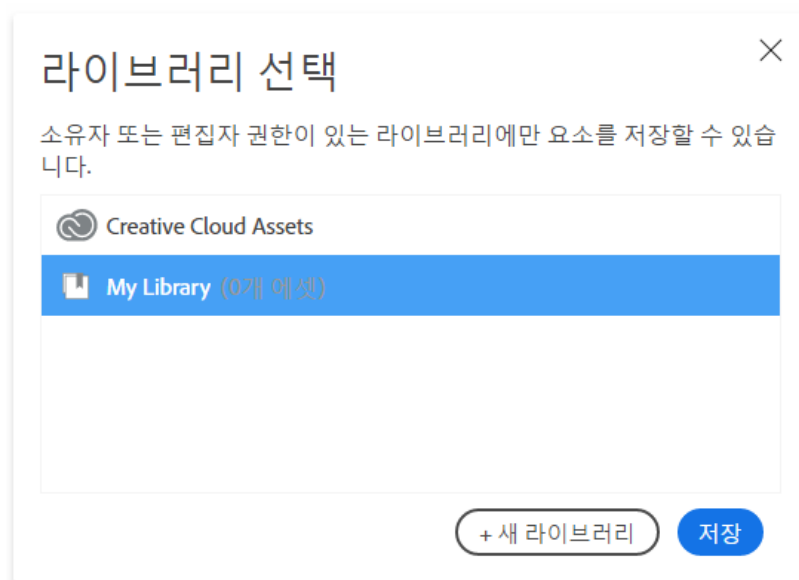 라이브러리 선택
소유자 또는 편집자 권한이 있는 라이브러리에만 요소를 저장할 수 있습
니다.
Creative Cloud Assets
My Library (0개 에셋)
+ 새 라이브러리
저장